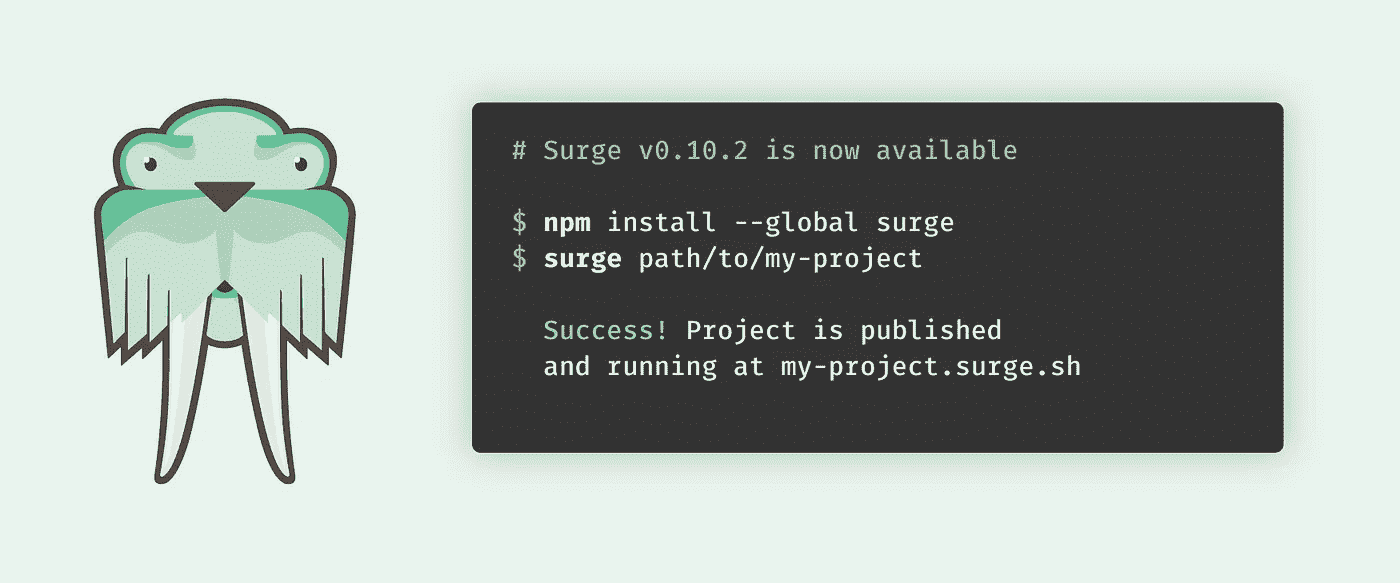 # Surge v0.10.2 is now available
$ npm install --global surge
$ surge path/to/my-project
Success! Project is published
and running at my-project.surge.sh